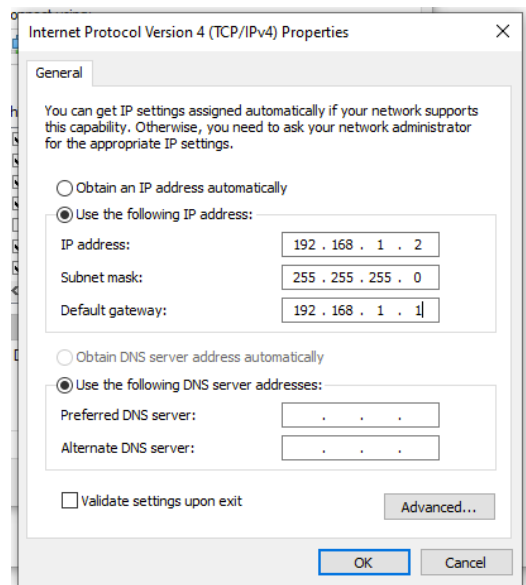 Internet Protocol Version 4 (TCP/IPv4) Properties
General
You can get IP settings assigned automatically if your network supports
this capability. Otherwise, you need to ask your network administrator
for the appropriate IP settings.
Obtain an IP address automatically
Use the following IP address:
IP address: 192 . 168 . 1 . 2
Subnet mask: 255 . 255 . 255 . 0
Default gateway: 192 . 168 . 1 . 1
Obtain DNS server address automatically
Use the following DNS server addresses:
Preferred DNS server: . . .
Alternate DNS server: . . .
Validate settings upon exit
Advanced...
OK Cancel